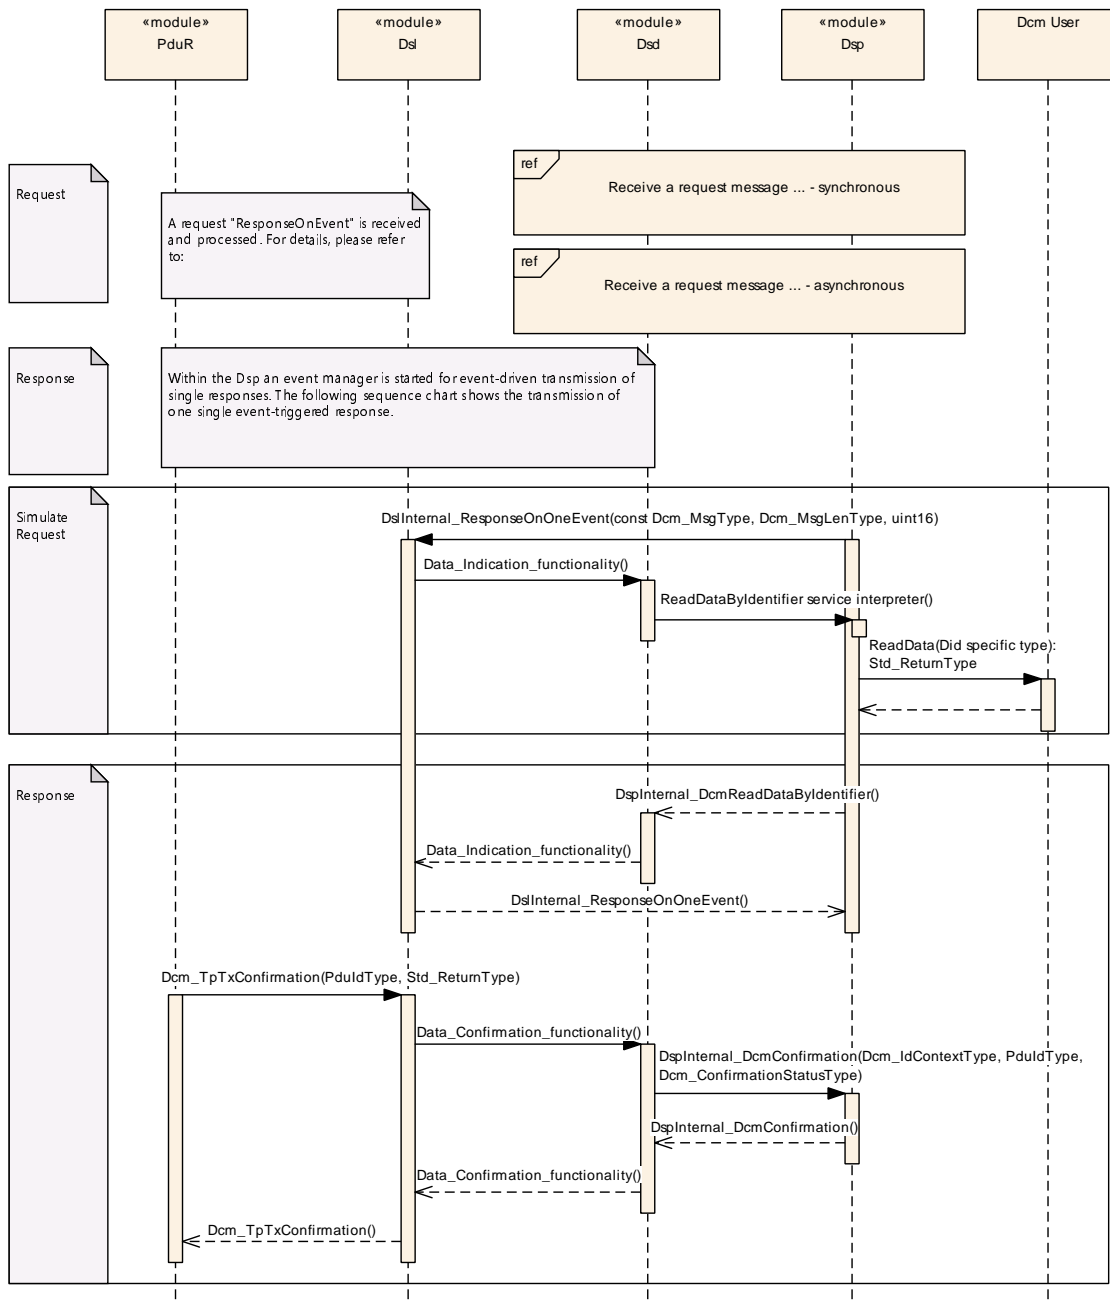 «module»
PduR
«module»
Dsl
«module»
Dsd
«module»
Dsp
Dcm User
Request
A request "ResponseOnEvent" is received
and processed. For details, please refer
to:
ref
Receive a request message ... - synchronous
ref
Receive a request message ... - asynchronous
Response
Within the Dsp an event manager is started for event-driven transmission of
single responses. The following sequence chart shows the transmission of
one single event-triggered response.
Simulate
Request
DslInternal_ResponseOnOneEvent(const Dcm_MsgType, Dcm_MsgLenType, uint16)
Data_Indication_functionality()
ReadDataByIdentifier service interpreter()
ReadData(Did specific type):
Std_ReturnType
Response
DspInternal_DcmReadDataByIdentifier()
Data_Indication_functionality()
DslInternal_ResponseOnOneEvent()
Dcm_TpTxConfirmation(PduIdType, Std_ReturnType)
Data_Confirmation_functionality()
DspInternal_DcmConfirmation(Dcm_IdContextType, PduIdType,
Dcm_ConfirmationStatusType)
DspInternal_DcmConfirmation()
Data_Confirmation_functionality()
Dcm_TpTxConfirmation()